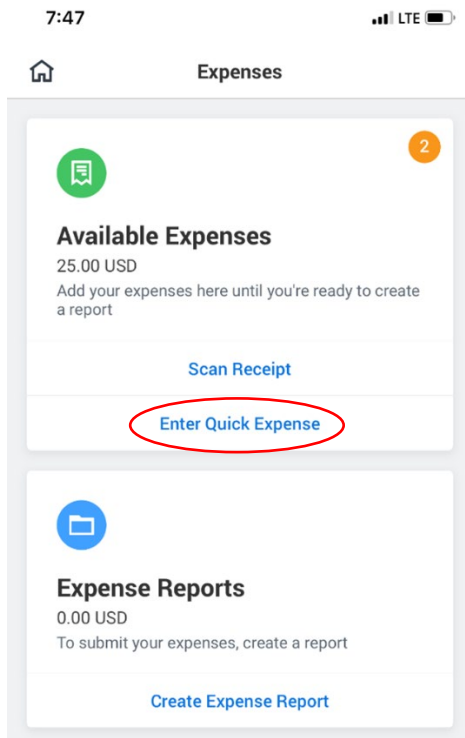 7:47 LTE
Expenses
2
Available Expenses
25.00 USD
Add your expenses here until you're ready to create
a report
Scan Receipt
Enter Quick Expense
Expense Reports
0.00 USD
To submit your expenses, create a report
Create Expense Report